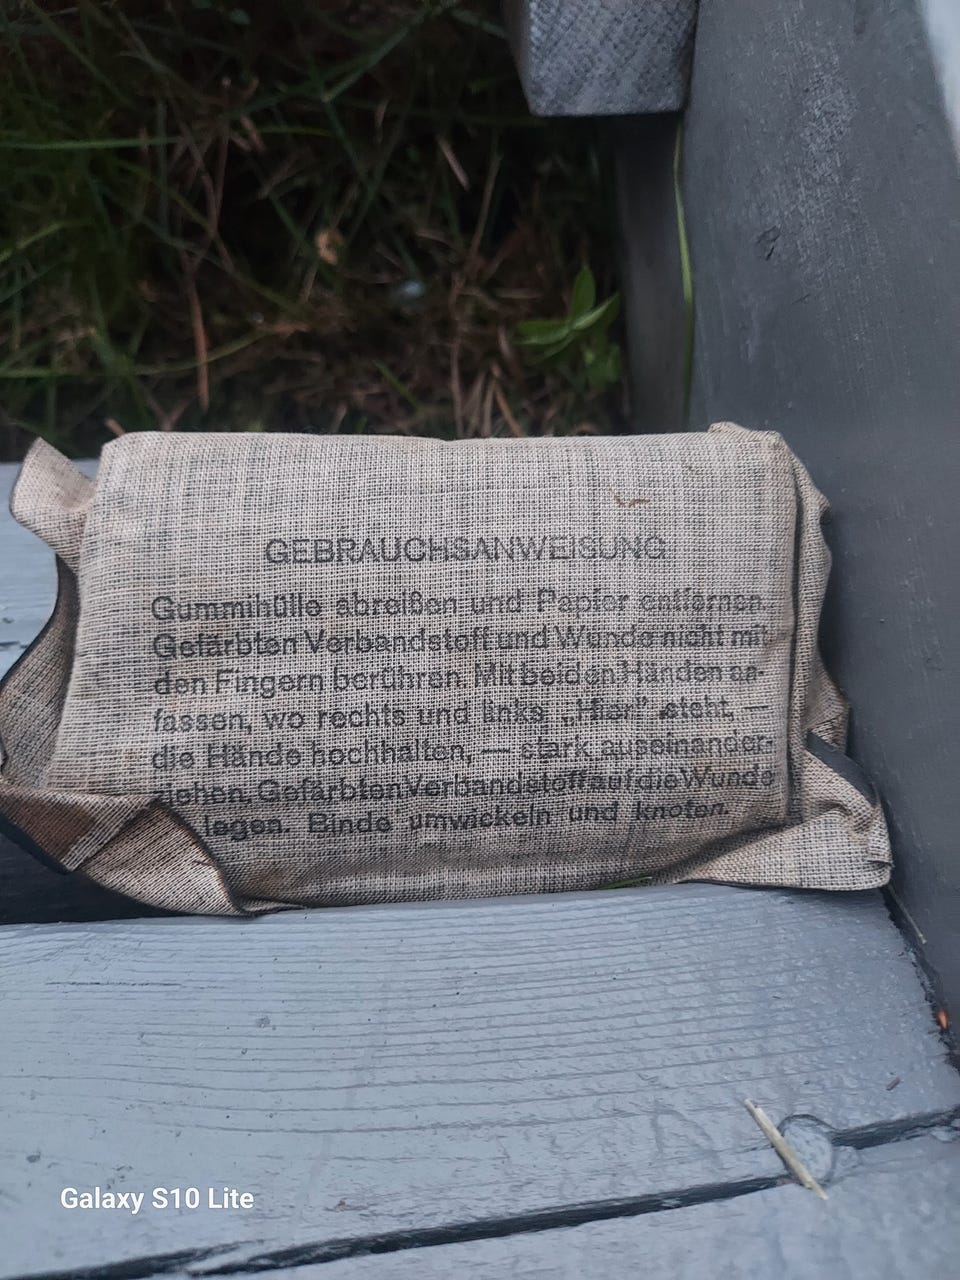 GEBRAUCHSANWEISUNG
Gummihülle abreißen und Papier entfernen.
Gefärbten Verbandstoff und Wunde nicht mit
den Fingern berühren. Mit beiden Händen an-
fassen, wo rechts und links „Hier" steht, —
die Hände hochhalten, — stark auseinander-
ziehen, Gefärbten Verbandstoff auf die Wunde
legen. Binde umwickeln und knoten.
Galaxy S10 Lite